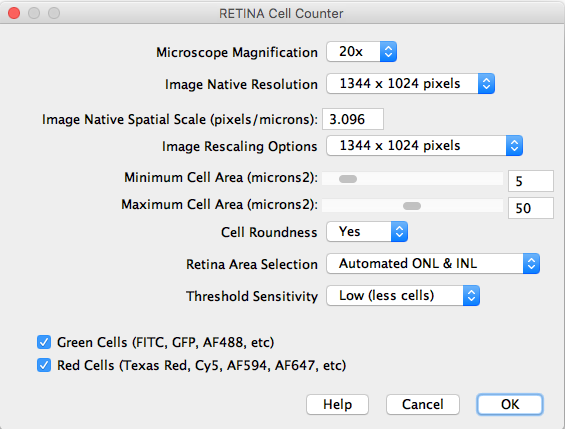 RETINA Cell Counter
Microscope Magnification 20x
Image Native Resolution 1344 x 1024 pixels
Image Native Spatial Scale (pixels/microns): 3.096
Image Rescaling Options 1344 x 1024 pixels
Minimum Cell Area (microns2): 5
Maximum Cell Area (microns2): 50
Cell Roundness Yes
Retina Area Selection Automated ONL & INL
Threshold Sensitivity Low (less cells)
Green Cells (FITC, GFP, AF488, etc)
Red Cells (Texas Red, Cy5, AF594, AF647, etc)
Help Cancel OK